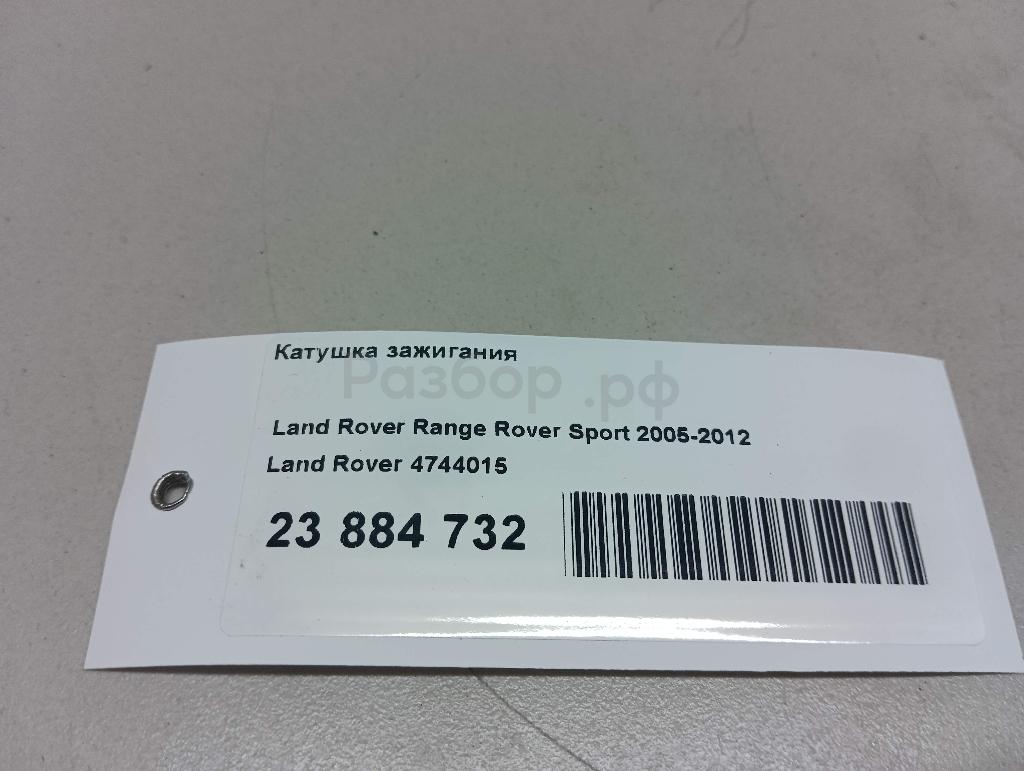 Катушка зажигания
Разбор.рф
Land Rover Range Rover Sport 2005-2012
Land Rover 4744015
23 884 732